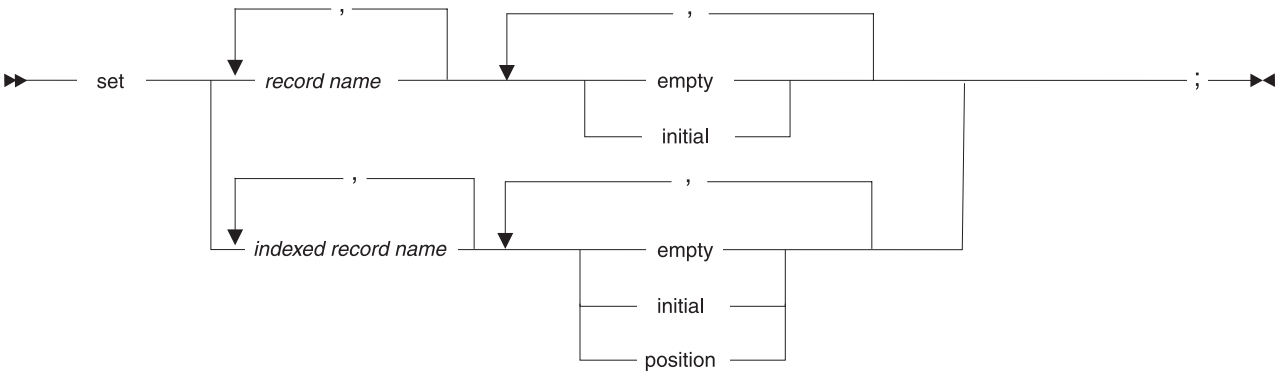 , ,
set record name empty ;
initial
, ,
indexed record name empty
initial
position